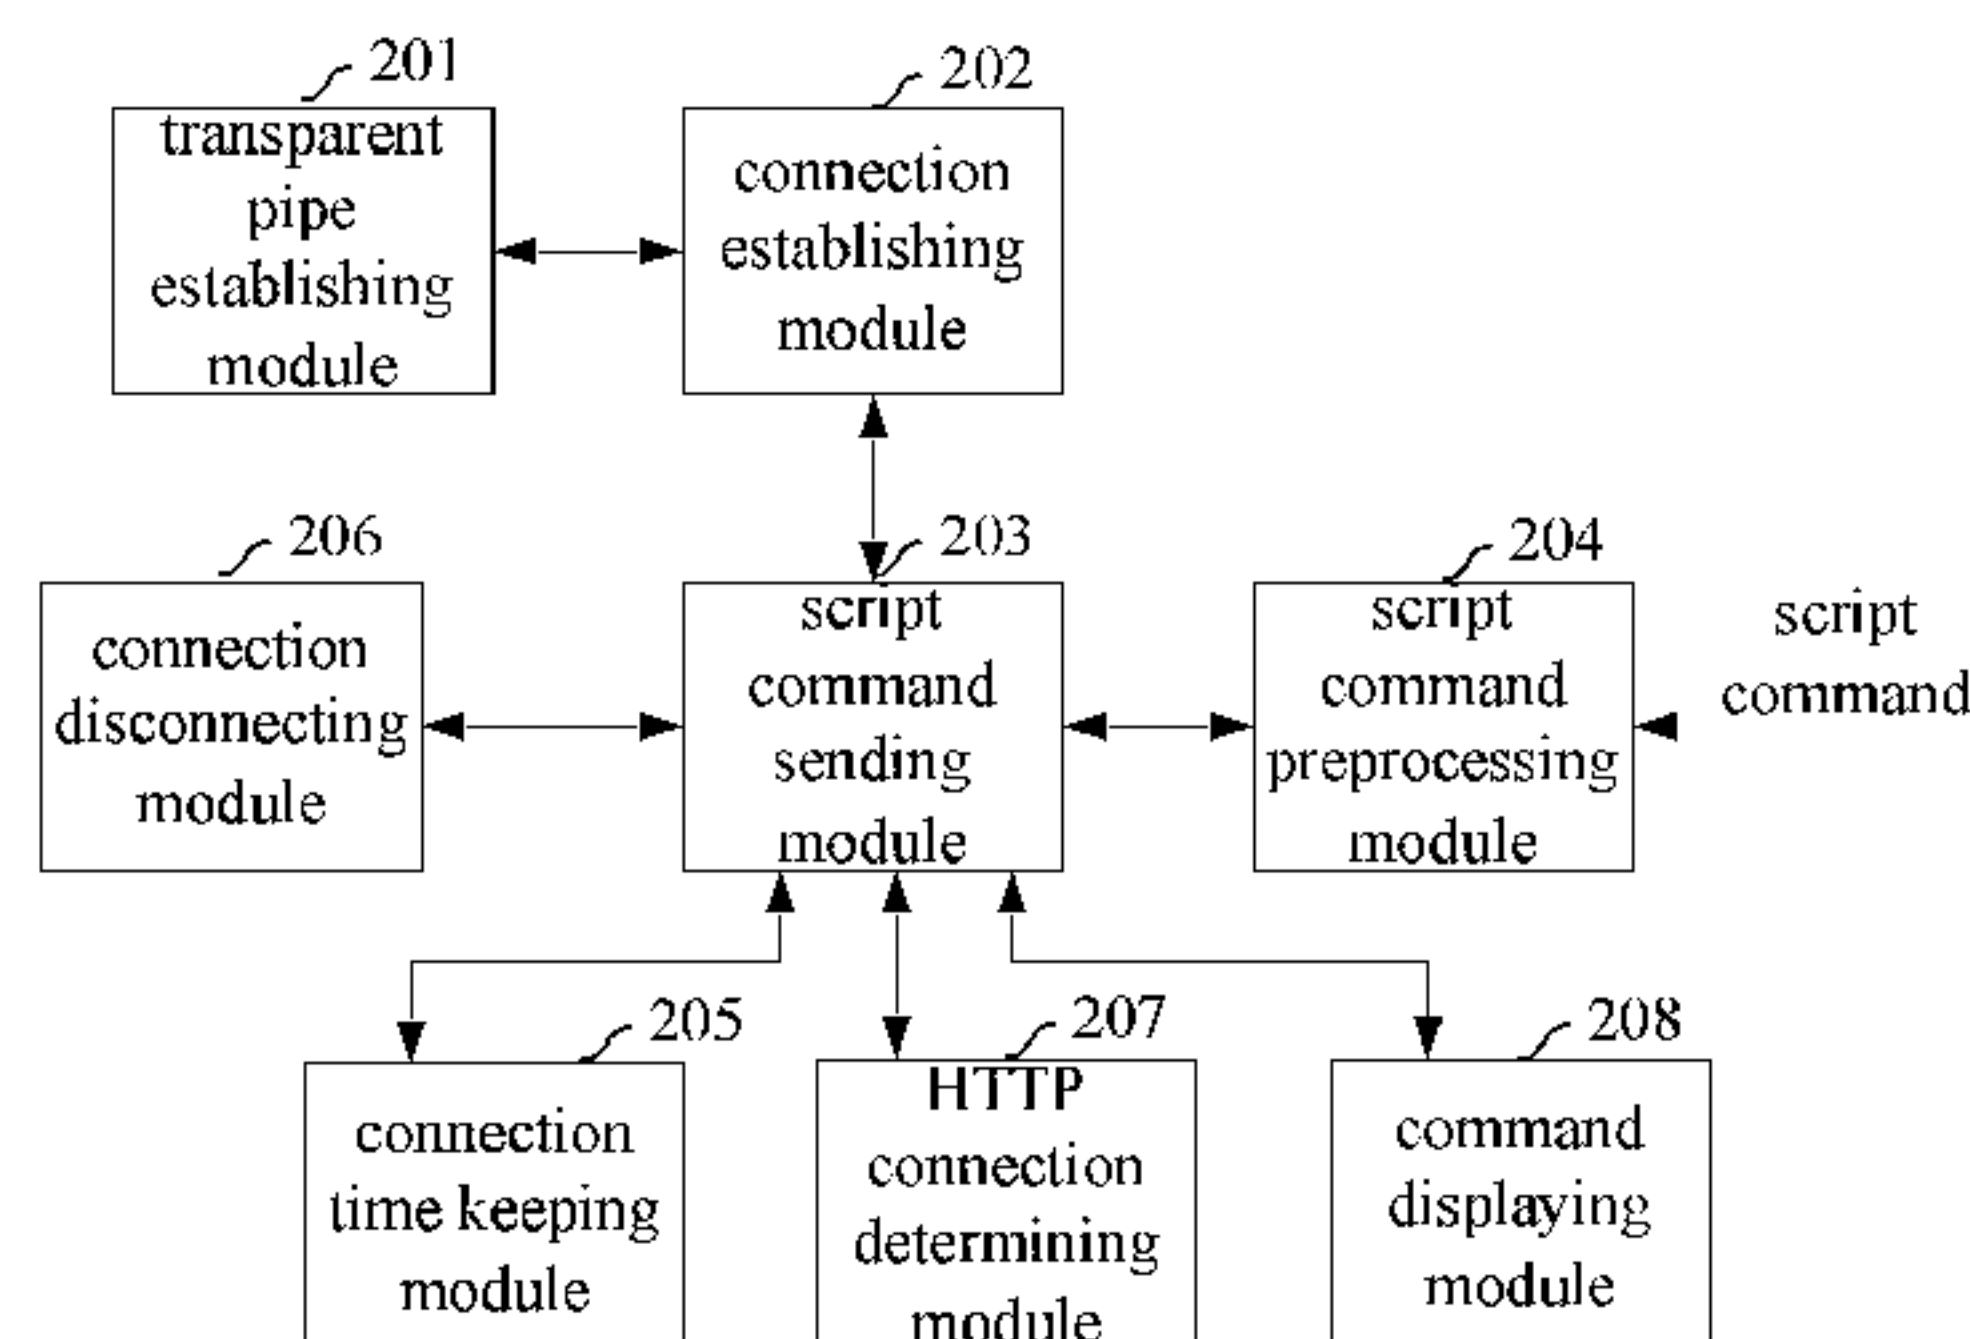 201
transparent
pipe
establishing
module
202
connection
establishing
module
206
connection
disconnecting
module
203
script
command
sending
module
204
script
command
preprocessing
module
script
command
205
connection
time keeping
module
207
HTTP
connection
determining
module
208
command
displaying
module